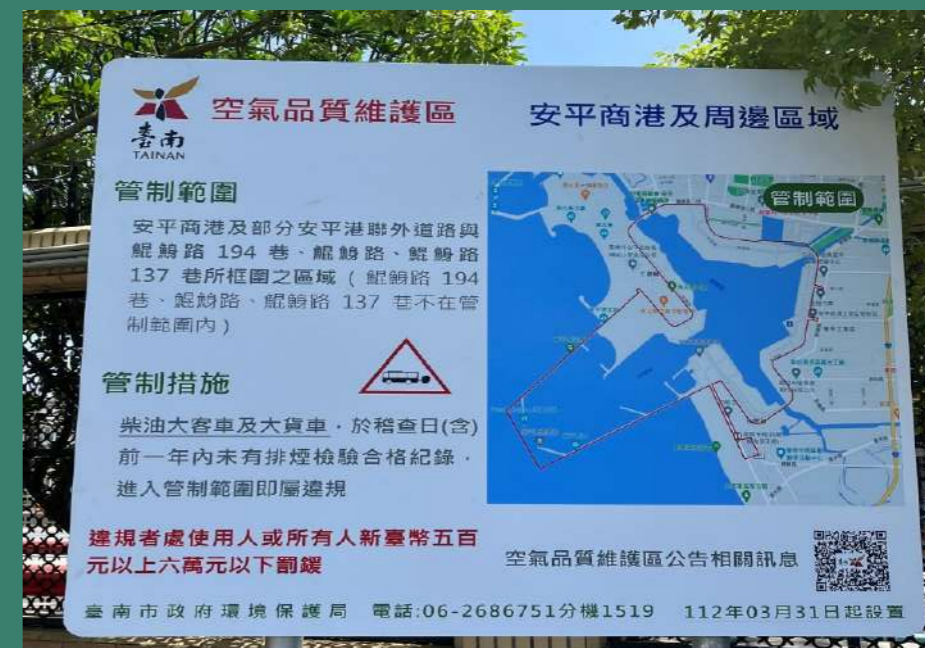 臺南
TAINAN
空氣品質維護區
安平商港及周邊區域
管制範圍
安平商港及部分安平港聯外道路與
鯤鯓路 194 巷、鯤鯓路、鯤鯓路
137 巷所框圍之區域（鯤鯓路 194
巷、鯤鯓路、鯤鯓路 137 巷不在管
制範圍內）
管制措施
柴油大客車及大貨車，於稽查日(含)
前一年內未有排煙檢驗合格紀錄，
進入管制範圍即屬違規
違規者處使用人或所有人新臺幣五百
元以上六萬元以下罰鍰
管制範圍
空氣品質維護區公告相關訊息
臺南市政府環境保護局 電話:06-2686751分機1519 112年03月31日起設置